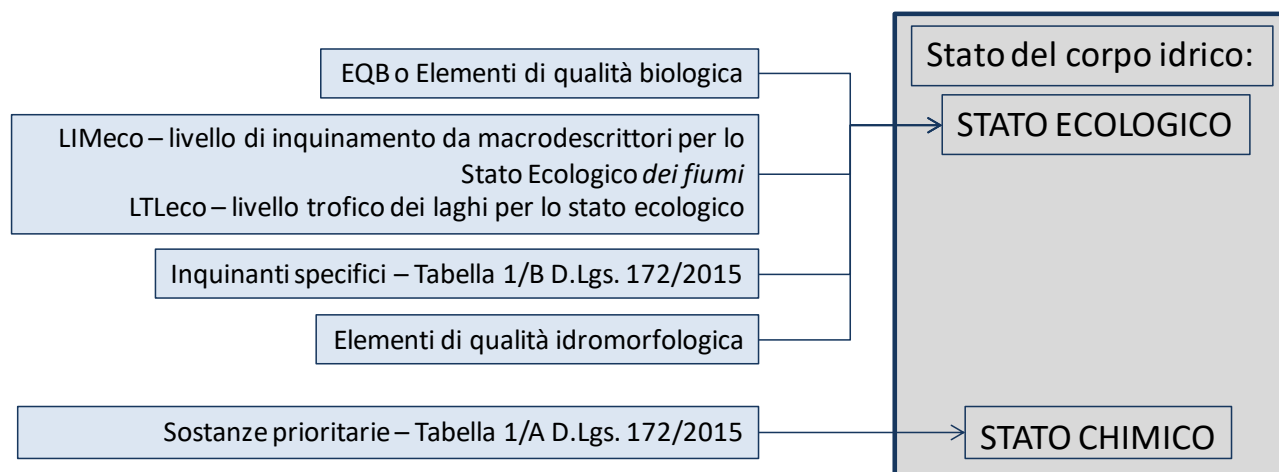 EQB o Elementi di qualità biologica
LIMeco – livello di inquinamento da macrodescrittori per lo
Stato Ecologico dei fiumi
LTLeco – livello trofico dei laghi per lo stato ecologico
Inquinanti specifici – Tabella 1/B D.Lgs. 172/2015
Elementi di qualità idromorfologica
Sostanze prioritarie – Tabella 1/A D.Lgs. 172/2015
Stato del corpo idrico:
STATO ECOLOGICO
STATO CHIMICO